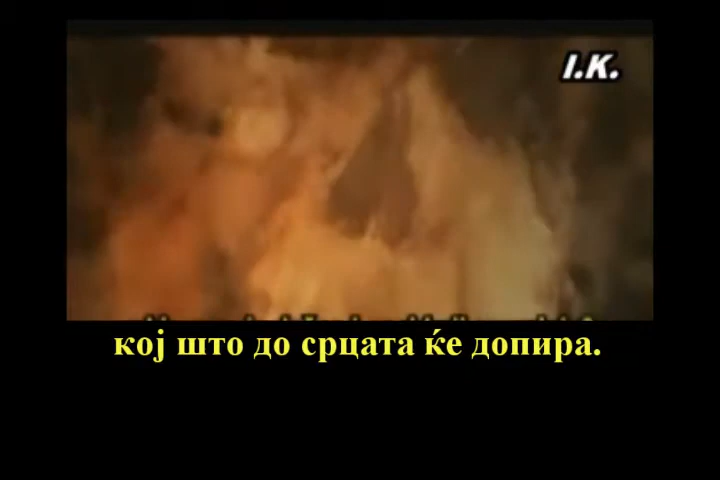 I.K.
кој што до срцата ќе допира.